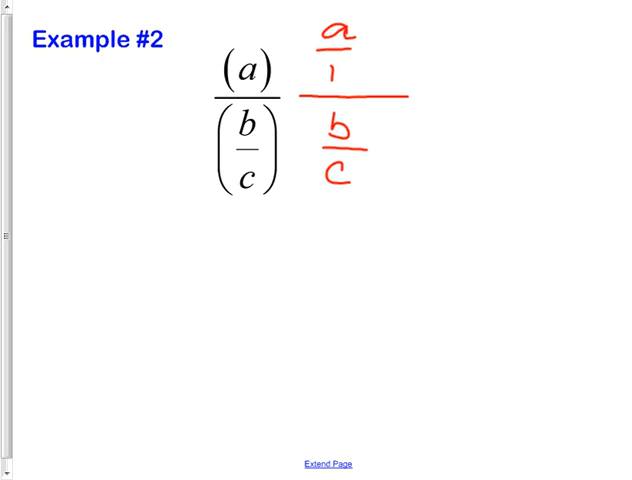 Example #2
(a) / (b/c)
a/1 / b/c
Extend Page